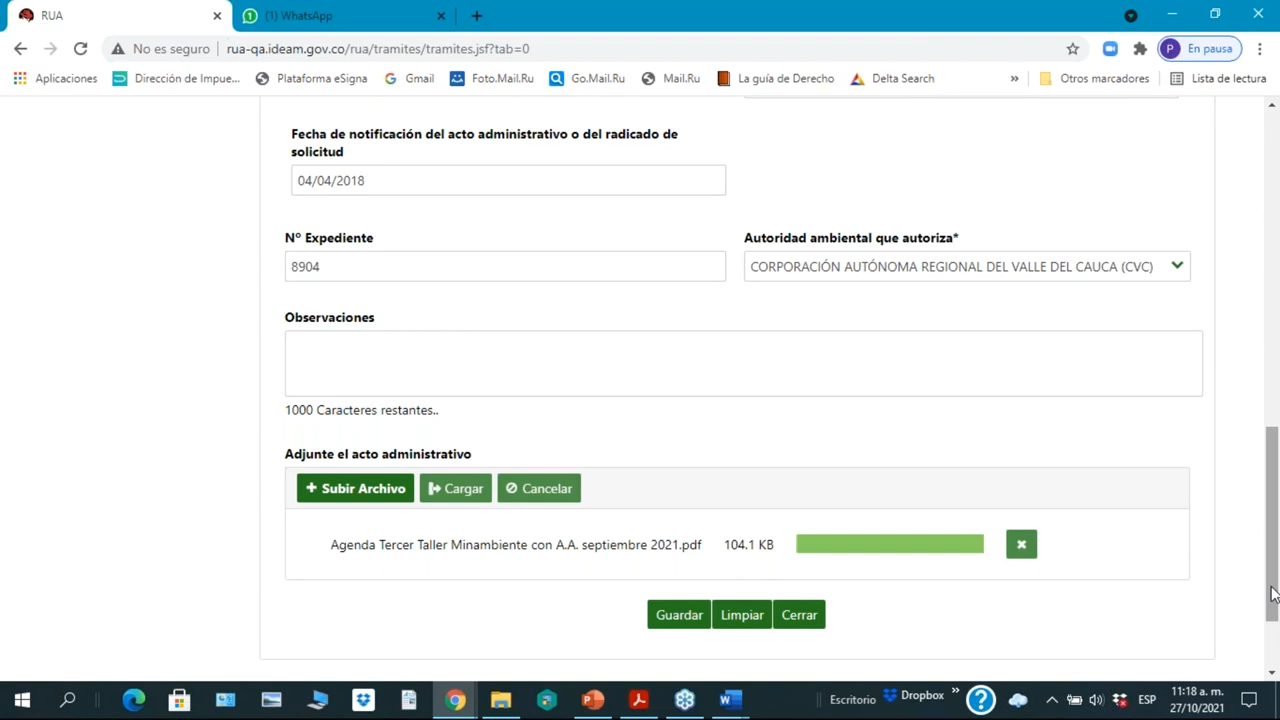 RUA
(1) WhatsApp
No es seguro
rua-qa.ideam.gov.co/rua/tramites/tramites.jsf?tab=0
P
En pausa
Aplicaciones
Dirección de Impue...
Plataforma eSigna
Gmail
Foto.Mail.Ru
Go.Mail.Ru
Mail.Ru
La guía de Derecho
Delta Search
»
Otros marcadores
Lista de lectura
Fecha de notificación del acto administrativo o del radicado de
solicitud
04/04/2018
Nº Expediente
Autoridad ambiental que autoriza*
8904
CORPORACIÓN AUTÓNOMA REGIONAL DEL VALLE DEL CAUCA (CVC)
Observaciones
1000 Caracteres restantes..
Adjunte el acto administrativo
Subir Archivo
Cargar
Cancelar
Agenda Tercer Taller Minambiente con A.A. septiembre 2021.pdf
104.1 KB
Guardar
Limpiar
Cerrar
Escritorio
Dropbox
»
ESP
11:18 a. m.
27/10/2021